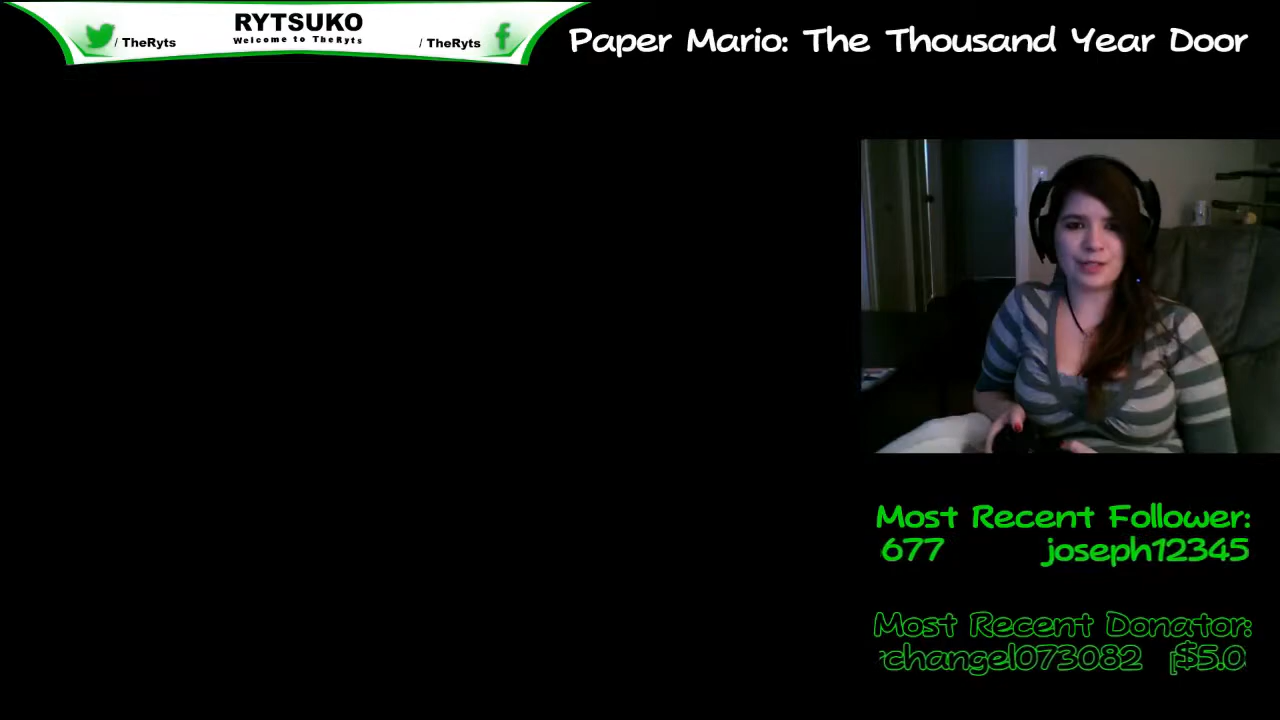 RYTSUKO
Welcome to TheRyts
/ TheRyts
/ TheRyts
Paper Mario: The Thousand Year Door
Most Recent Follower:
677 joseph12345
Most Recent Donator:
changel073082 [$5.0